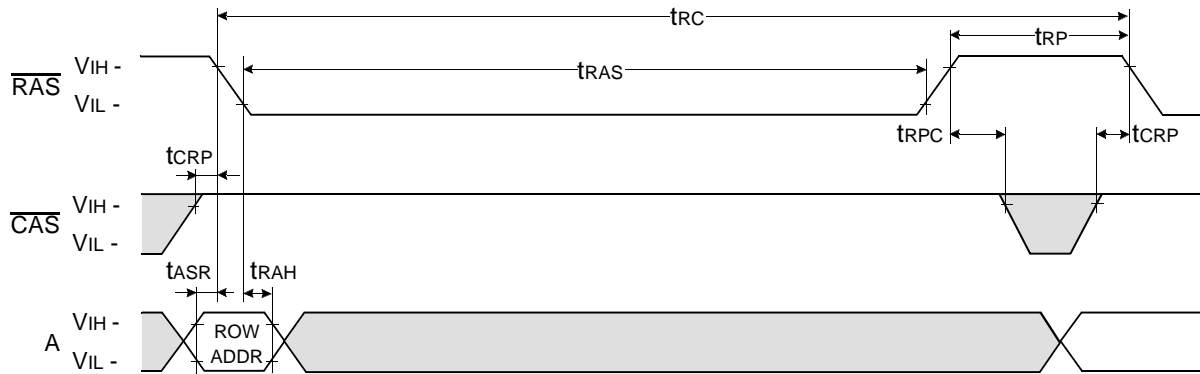 tRC
tRP
VIH -
RAS
tRAS
VIL -
tRPC
tCRP
tCRP
VIH -
CAS
VIL -
tASR
tRAH
VIH -
A
ROW
ADDR
VIL -